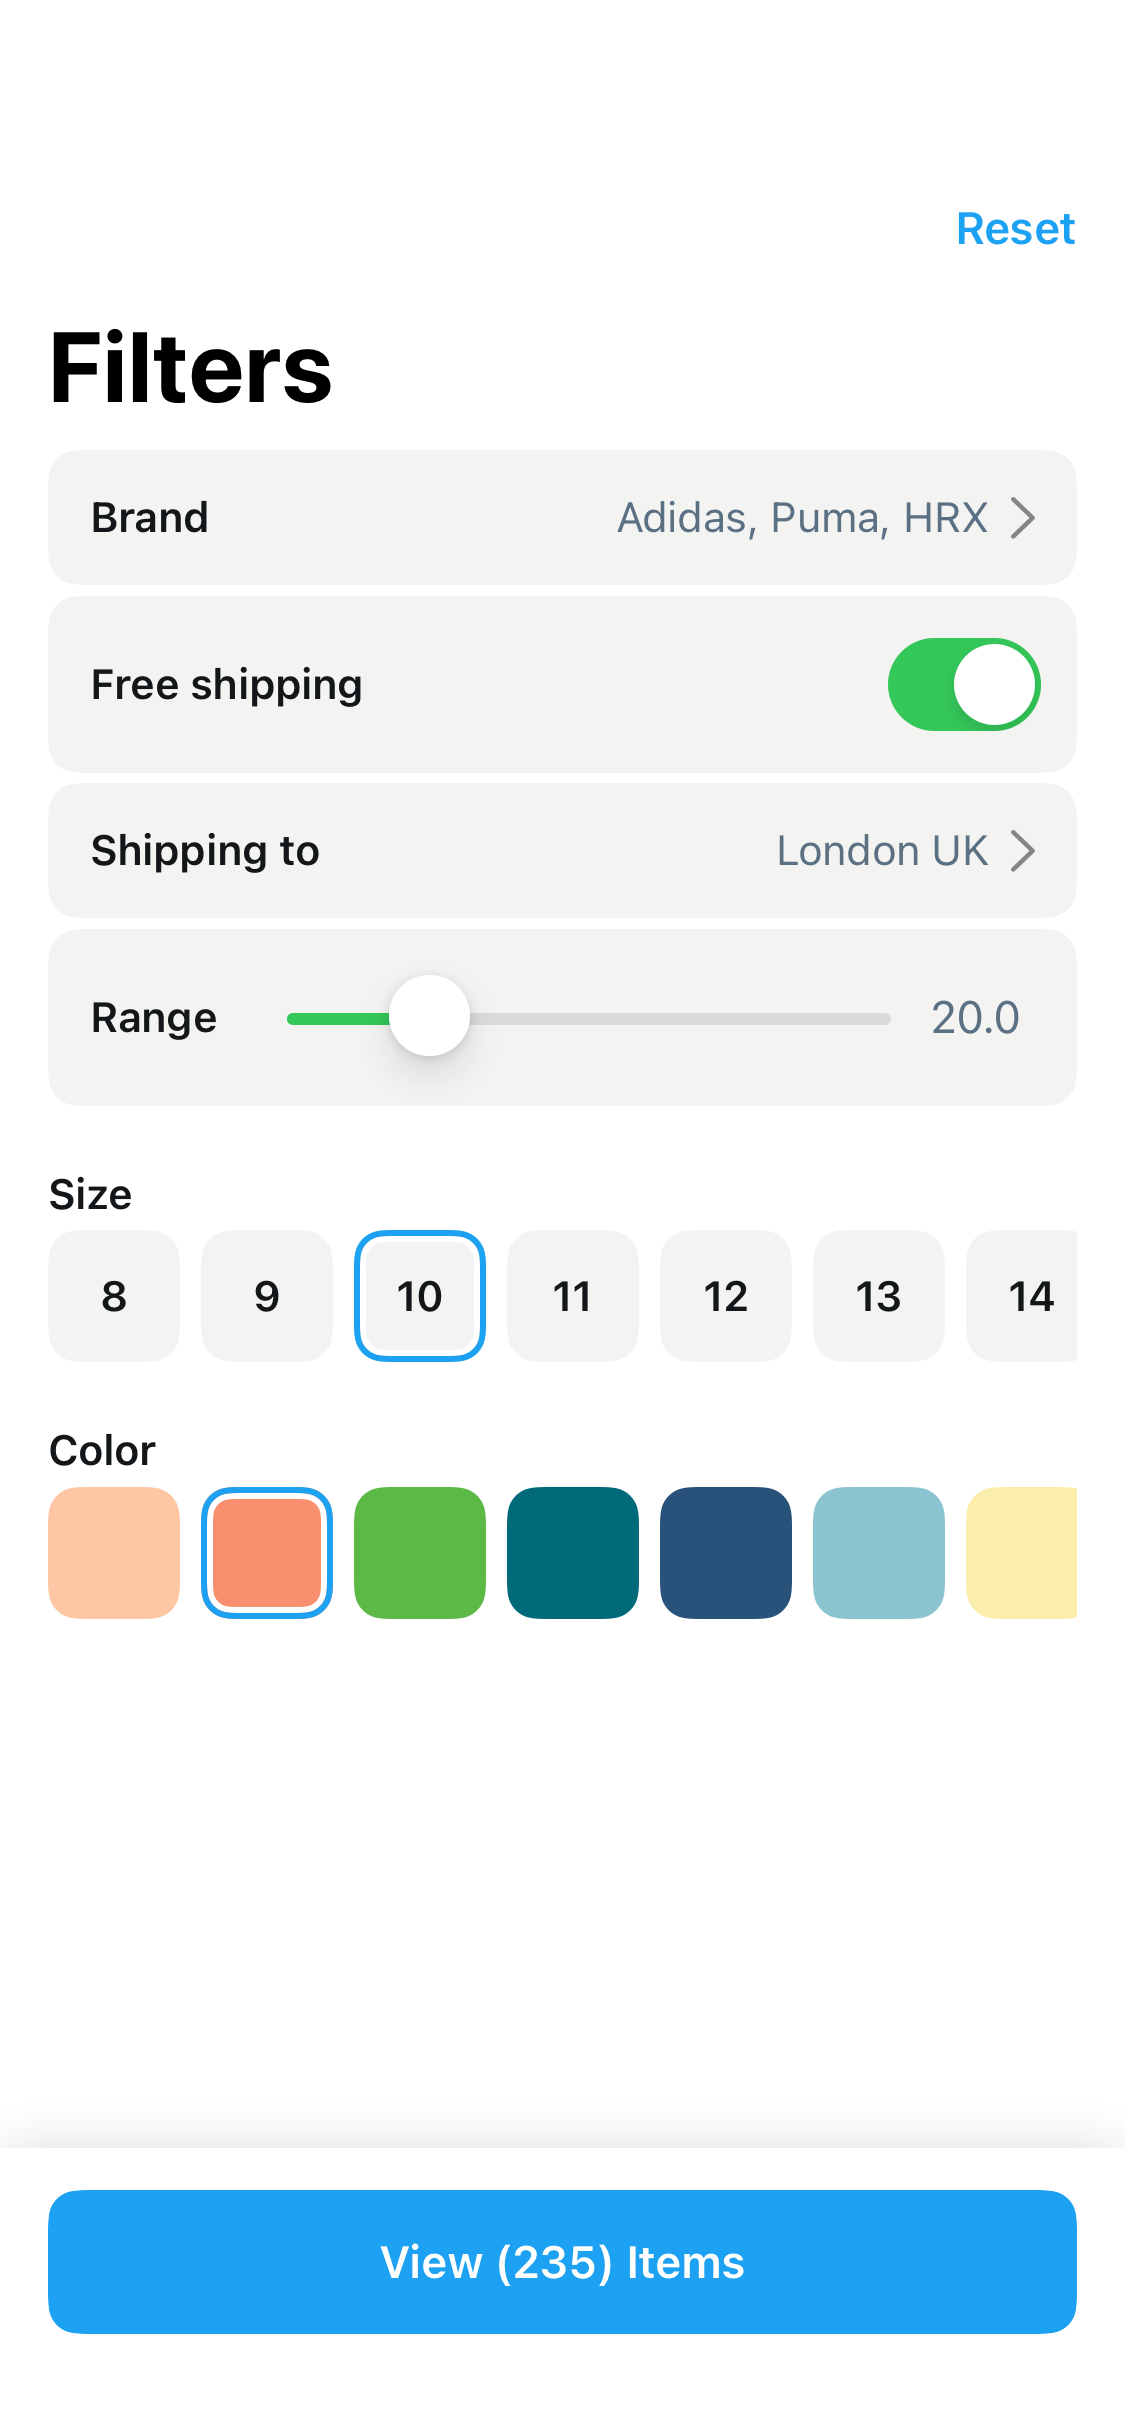 Reset
Filters
Brand Adidas, Puma, HRX
Free shipping
Shipping to London UK
Range 20.0
Size
8 9 10 11 12 13 14
Color
View (235) Items